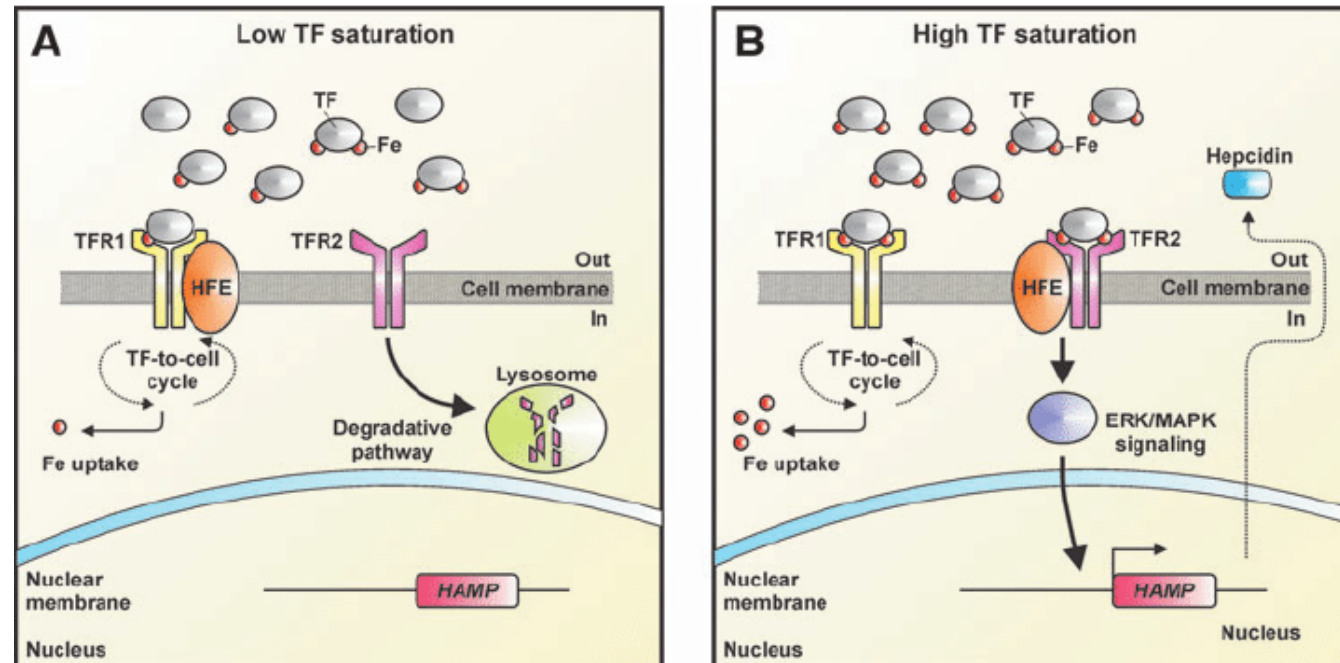 A
Low TF saturation
TF
Fe
TFR1
TFR2
HFE
Out
Cell membrane
In
TF-to-cell
cycle
Lysosome
Degradative
pathway
Fe uptake
Nuclear
membrane
HAMP
Nucleus
B
High TF saturation
TF
Fe
Hepcidin
TFR1
TFR2
HFE
Out
Cell membrane
In
TF-to-cell
cycle
ERK/MAPK
signaling
Fe uptake
Nuclear
membrane
HAMP
Nucleus
Nucleus